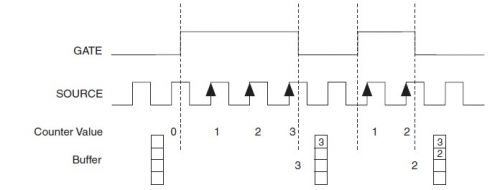 GATE
SOURCE
Counter Value 0 1 2 3 1 2
Buffer 3 3 2 3 2